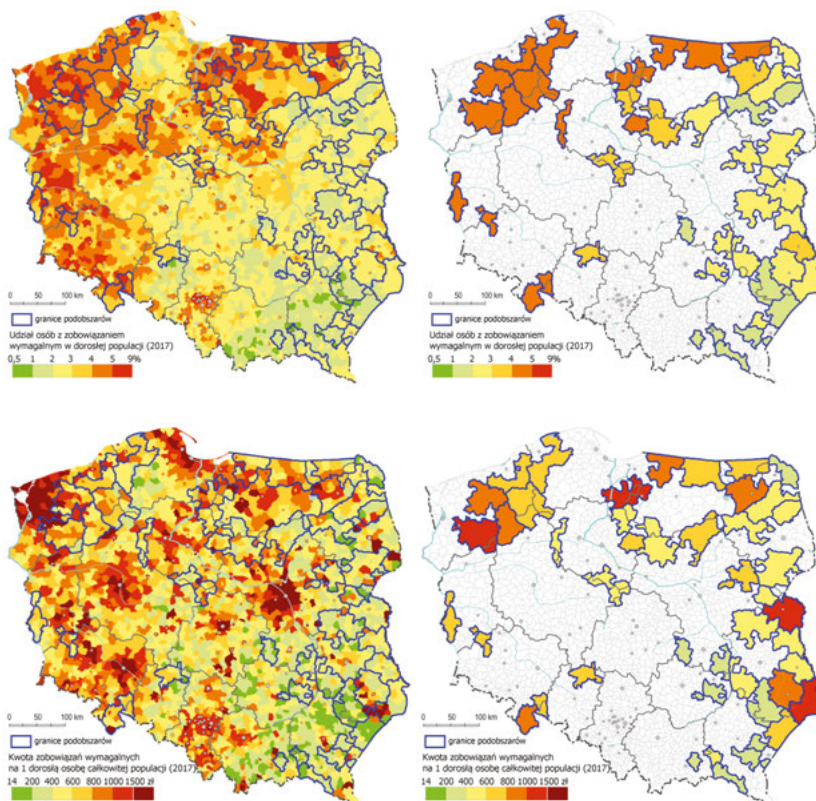 0 50 100 km
granice podobszarów
Udział osób z zobowiązaniem
wymagalnym w dorosłej populacji (2017)
0,5 1 2 3 4 5 9%
0 50 100 km
granice podobszarów
Udział osób z zobowiązaniem
wymagalnym w dorosłej populacji (2017)
0,5 1 2 3 4 5 9%
0 50 100 km
granice podobszarów
Kwota zobowiązań wymagalnych
na 1 dorosłą osobę całkowitej populacji (2017)
14 200 400 600 800 1000 1500 zł
0 50 100 km
granice podobszarów
Kwota zobowiązań wymagalnych
na 1 dorosłą osobę całkowitej populacji (2017)
14 200 400 600 800 1000 1500 zł